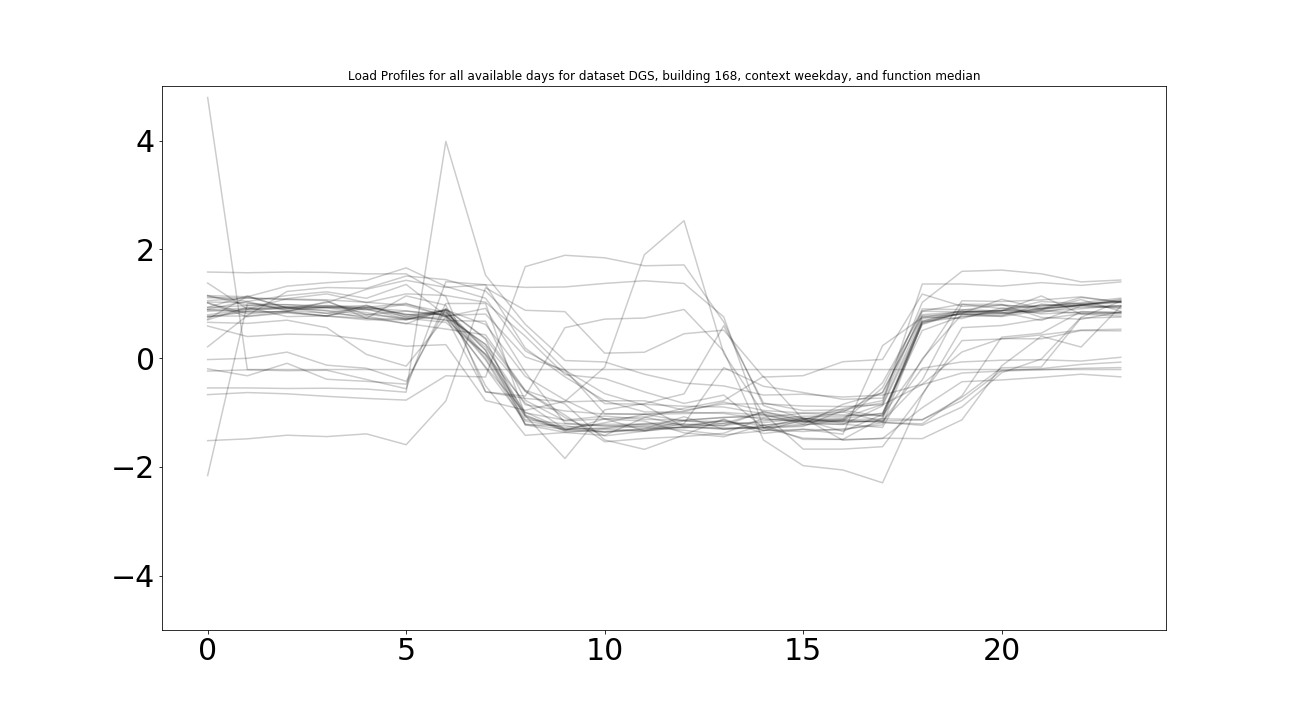 Load Profiles for all available days for dataset DGS, building 168, context weekday, and function median
4
2
0
−2
−4
0 5 10 15 20